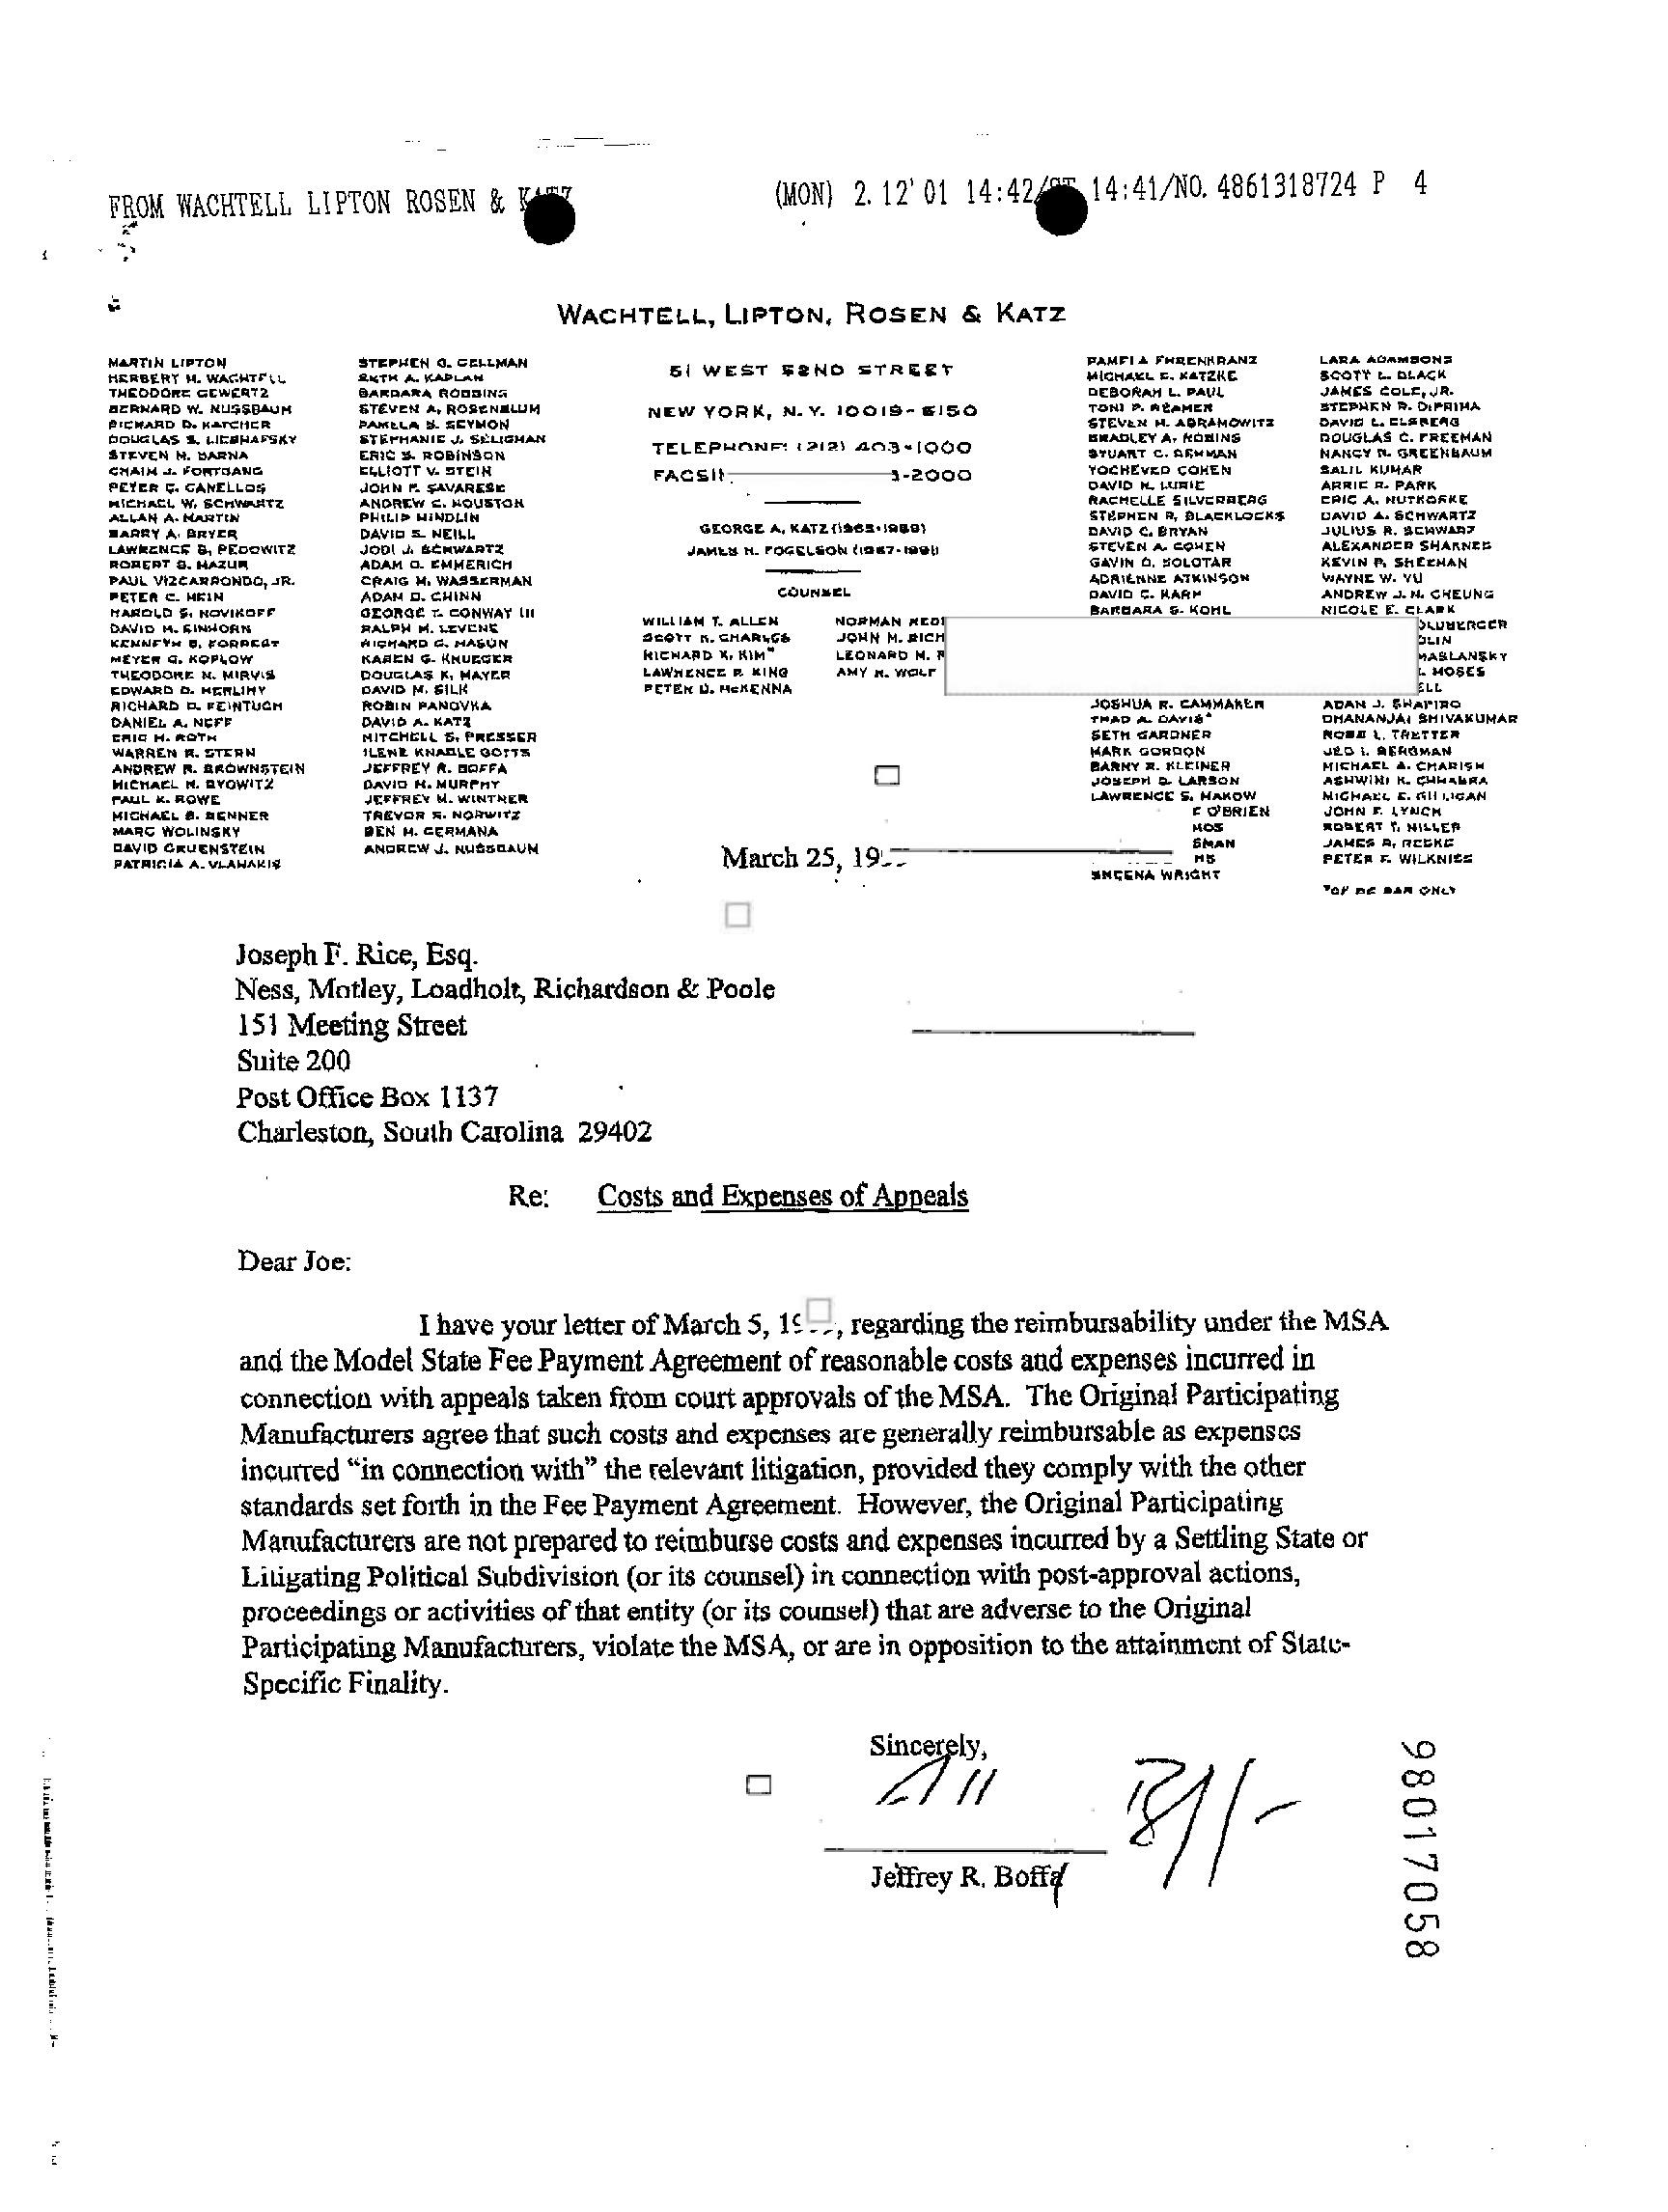 FROM WACHTELL LIPTON ROSEN & KATZ
(MON) 2. 12' 01 14:42/ST 14:41/NO. 4861318724 P 4
WACHTELL, LIPTON, ROSEN & KATZ
MARTIN LIPTON
HERBERT M. WACHTELL
THEODORE GEWERTZ
BERNARD W. NUSSBAUM
RICHARD D. KATCHER
DOUGLAS S. LIEBHAFSKY
STEVEN M. BARNA
CHAIM J. FORTGANG
PETER C. CANELLOS
MICHAEL W. SCHWARTZ
ALLAN A. MARTIN
BARRY A. BRYER
LAWRENCE B. PEDOWITZ
ROBERT B. MAZUR
PAUL VIZCARRONDO, JR.
PETER C. HEIN
HAROLD S. NOVIKOFF
DAVID M. EINHORN
KENNETH B. FORREST
MEYER G. KOPLOW
THEODORE N. MIRVIS
EDWARD D. HERLIHY
RICHARD D. FEINTUCH
DANIEL A. NEFF
ERIC M. ROTH
WARREN R. STERN
ANDREW R. BROWNSTEIN
MICHAEL H. BYOWITZ
PAUL K. ROWE
MICHAEL B. BENNER
MARC WOLINSKY
DAVID GRUENSTEIN
PATRICIA A. VLAHAKIS
STEPHEN G. GELLMAN
BETH A. KAPLAN
BARBARA ROBBINS
STEVEN A. ROSENBLUM
PAMELA S. SEYMON
STEPHANIE J. SELIGMAN
ERIC S. ROBINSON
ELLIOTT V. STEIN
JOHN F. SAVARESE
ANDREW C. HOUSTON
PHILIP MINDLIN
DAVID S. NEILL
JODI J. SCHWARTZ
ADAM O. EMMERICH
CRAIG M. WASSERMAN
ADAM D. CHINN
GEORGE T. CONWAY III
RALPH M. LEVENE
RICHARD G. MASON
KAREN G. KRUEGER
DOUGLAS K. MAYER
DAVID M. SILK
ROBIN PANOVKA
DAVID A. KATZ
MITCHELL S. PRESSER
ILENE KNABLE GOTTS
JEFFREY R. BOFFA
DAVID M. MURPHY
JEFFREY M. WINTNER
TREVOR S. NORWITZ
BEN M. GERMANA
ANDREW J. NUSSBAUM
51 WEST 52ND STREET
NEW YORK, N. Y. 10019-6150
TELEPHONE: (212) 403-1000
FACSI 3-2000
GEORGE A. KATZ (1965-1989)
JAMES H. FOGELSON (1967-1991)
COUNSEL
WILLIAM T. ALLEN
SCOTT K. CHARLES
RICHARD K. KIM*
LAWRENCE P. KING
PETER D. McKENNA
NORMAN REDL
JOHN M. RICH
LEONARD M. R
AMY R. WOLF
PAMELA EHRENKRANZ
MICHAEL E. KATZKE
DEBORAH L. PAUL
TONI P. REAMER
STEVEN M. ABRAMOWITZ
BRADLEY A. ROBINS
STUART C. BERMAN
YOCHEVED COHEN
DAVID N. LURIE
RACHELLE SILVERBERG
STEPHEN R. BLACKLOCKS
DAVID C. BRYAN
STEVEN A. COHEN
GAVIN D. SOLOTAR
ADRIENNE ATKINSON
DAVID C. KARP
BARBARA S. KOHL
JOSHUA R. CAMMAKER
THAD A. DAVIS*
SETH GARDNER
MARK GORDON
BARRY R. KLEINER
JOSEPH D. LARSON
LAWRENCE S. MAKOW
F O'BRIEN
MOS
SMAN
MS
SHEENA WRIGHT
LARA ADAMSONS
SCOTT L. BLACK
JAMES COLE, JR.
STEPHEN R. DiPRIMA
DAVID L. ELSBERG
DOUGLAS C. FREEMAN
NANCY B. GREENBAUM
SALIL KUMAR
ARRIE R. PARK
ERIC A. NUTKOSKE
DAVID A. SCHWARTZ
JULIUS R. SCHWARZ
ALEXANDER SHAKNES
KEVIN P. SHEEHAN
WAYNE W. YU
ANDREW J. H. CHEUNG
NICOLE E. CLARK
OLUBERGER
OLIN
MASLANSKY
L. MOSES
ELL
ADAN J. SHAPIRO
DHANANJAI SHIVAKUMAR
ROSS L. TRETTER
JED I. BERGMAN
MICHAEL A. CHARISH
ASHWINI K. CHHABRA
MICHAEL E. GILLIGAN
JOHN F. LYNCH
ROBERT T. MILLER
JAMES R. RESKE
PETER F. WILKNISS
*OF DC BAR ONLY
March 25, 19
Joseph F. Rice, Esq.
Ness, Motley, Loadholt, Richardson & Poole
151 Meeting Street
Suite 200
Post Office Box 1137
Charleston, South Carolina 29402
Re: Costs and Expenses of Appeals
Dear Joe:
I have your letter of March 5, 19 , regarding the reimbursability under the MSA
and the Model State Fee Payment Agreement of reasonable costs and expenses incurred in
connection with appeals taken from court approvals of the MSA. The Original Participating
Manufacturers agree that such costs and expenses are generally reimbursable as expenses
incurred “in connection with” the relevant litigation, provided they comply with the other
standards set forth in the Fee Payment Agreement. However, the Original Participating
Manufacturers are not prepared to reimburse costs and expenses incurred by a Settling State or
Litigating Political Subdivision (or its counsel) in connection with post-approval actions,
proceedings or activities of that entity (or its counsel) that are adverse to the Original
Participating Manufacturers, violate the MSA, or are in opposition to the attainment of State-
Specific Finality.
Sincerely,
Jeffrey R. Boffa
98017058